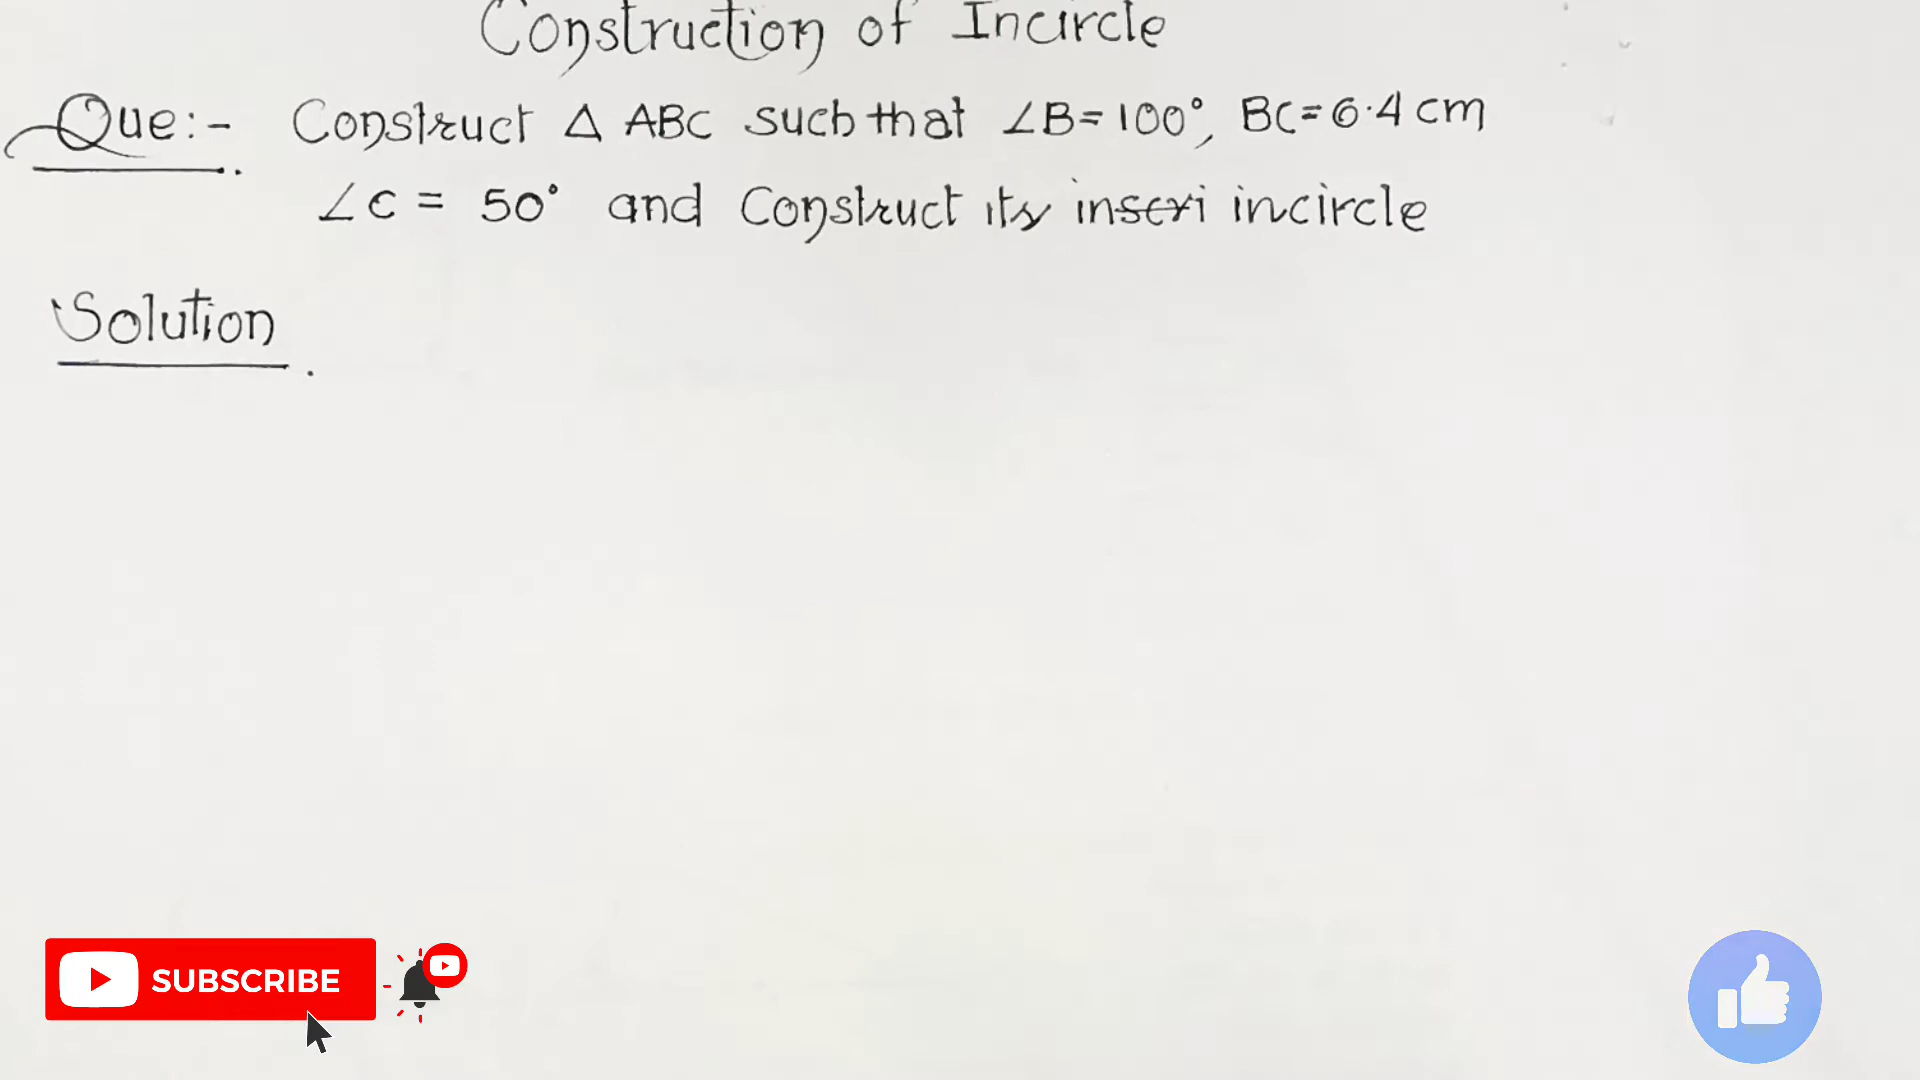 Construction of Incircle
Que:- Construct △ ABC such that ∠B= 100°, BC= 6.4 cm
∠C = 50° and Construct its inscri incircle
Solution
SUBSCRIBE